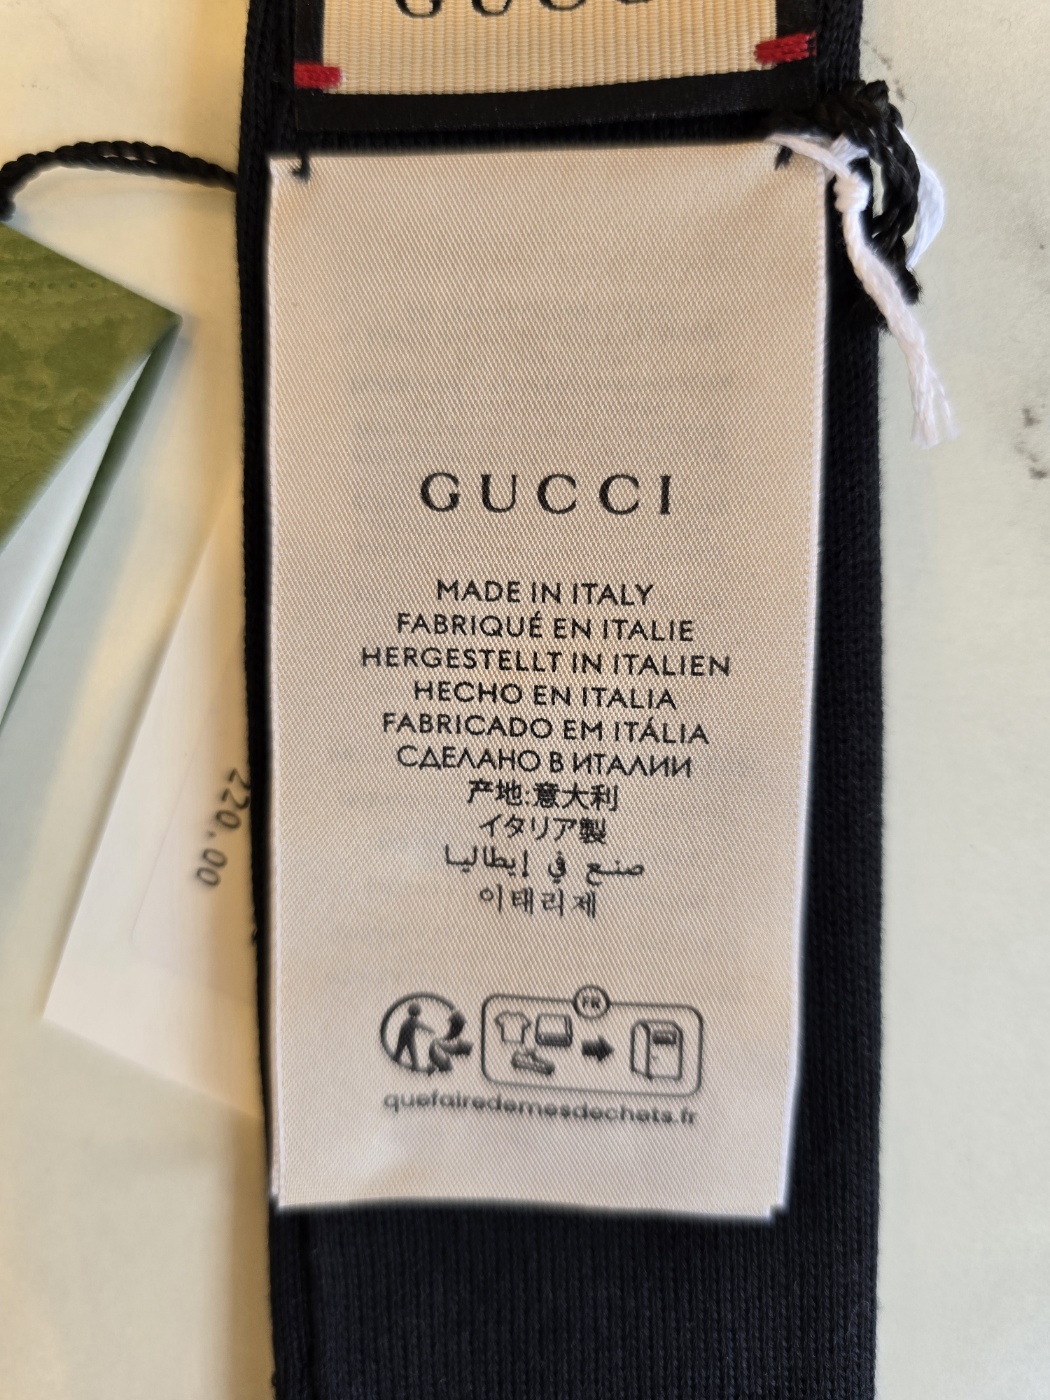 GUCCI
GUCCI
MADE IN ITALY
FABRIQUÉ EN ITALIE
HERGESTELLT IN ITALIEN
HECHO EN ITALIA
FABRICADO EM ITÁLIA
СДЕЛАНО В ИТАЛИИ
产地:意大利
イタリア製
صنع في إيطاليا
이태리제
FR
quefairedemesdechets.fr
220.00